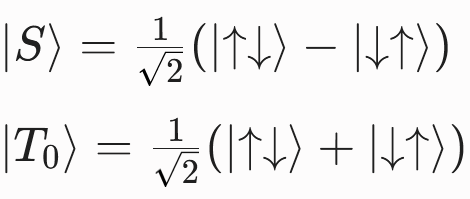 |S⟩ = 1/√2 (|↑↓⟩ − |↓↑⟩)
|T₀⟩ = 1/√2 (|↑↓⟩ + |↓↑⟩)